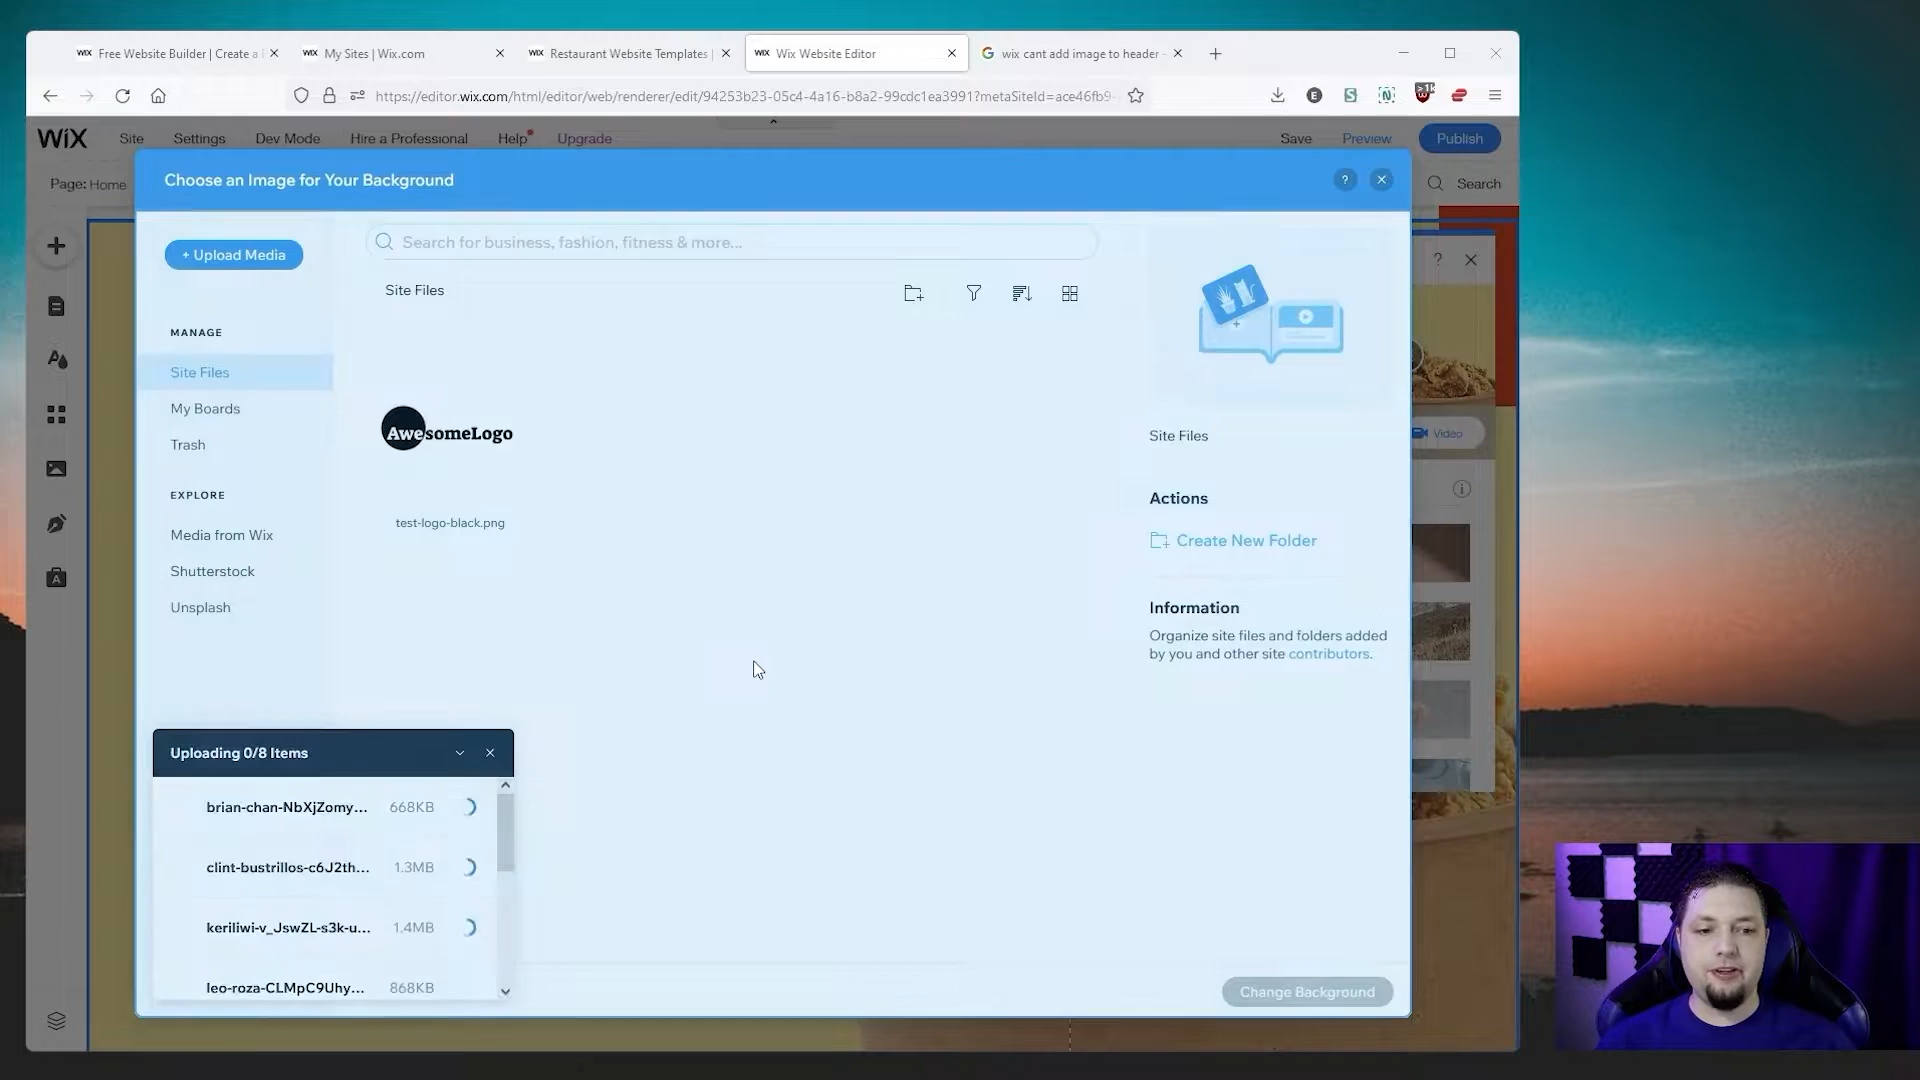 WIX Free Website Builder | Create a
WIX My Sites | Wix.com
WIX Restaurant Website Templates |
WIX Wix Website Editor
G wix cant add image to header -
https://editor.wix.com/html/editor/web/renderer/edit/94253b23-05c4-4a16-b8a2-99cdc1ea3991?metaSiteId=ace46fb9-
E
S
N
>1k
WiX
Site
Settings
Dev Mode
Hire a Professional
Help
Upgrade
Save
Preview
Publish
Page: Home
Search
Choose an Image for Your Background
?
+ Upload Media
Search for business, fashion, fitness & more...
Site Files
MANAGE
Site Files
My Boards
Trash
EXPLORE
Media from Wix
Shutterstock
Unsplash
AwesomeLogo
test-logo-black.png
Site Files
Actions
Create New Folder
Information
Organize site files and folders added
by you and other site contributors.
?
Video
Uploading 0/8 Items
brian-chan-NbXjZomy... 668KB
clint-bustrillos-c6J2th... 1.3MB
keriliwi-v_JswZL-s3k-u... 1.4MB
leo-roza-CLMpC9Uhy... 868KB
Change Background